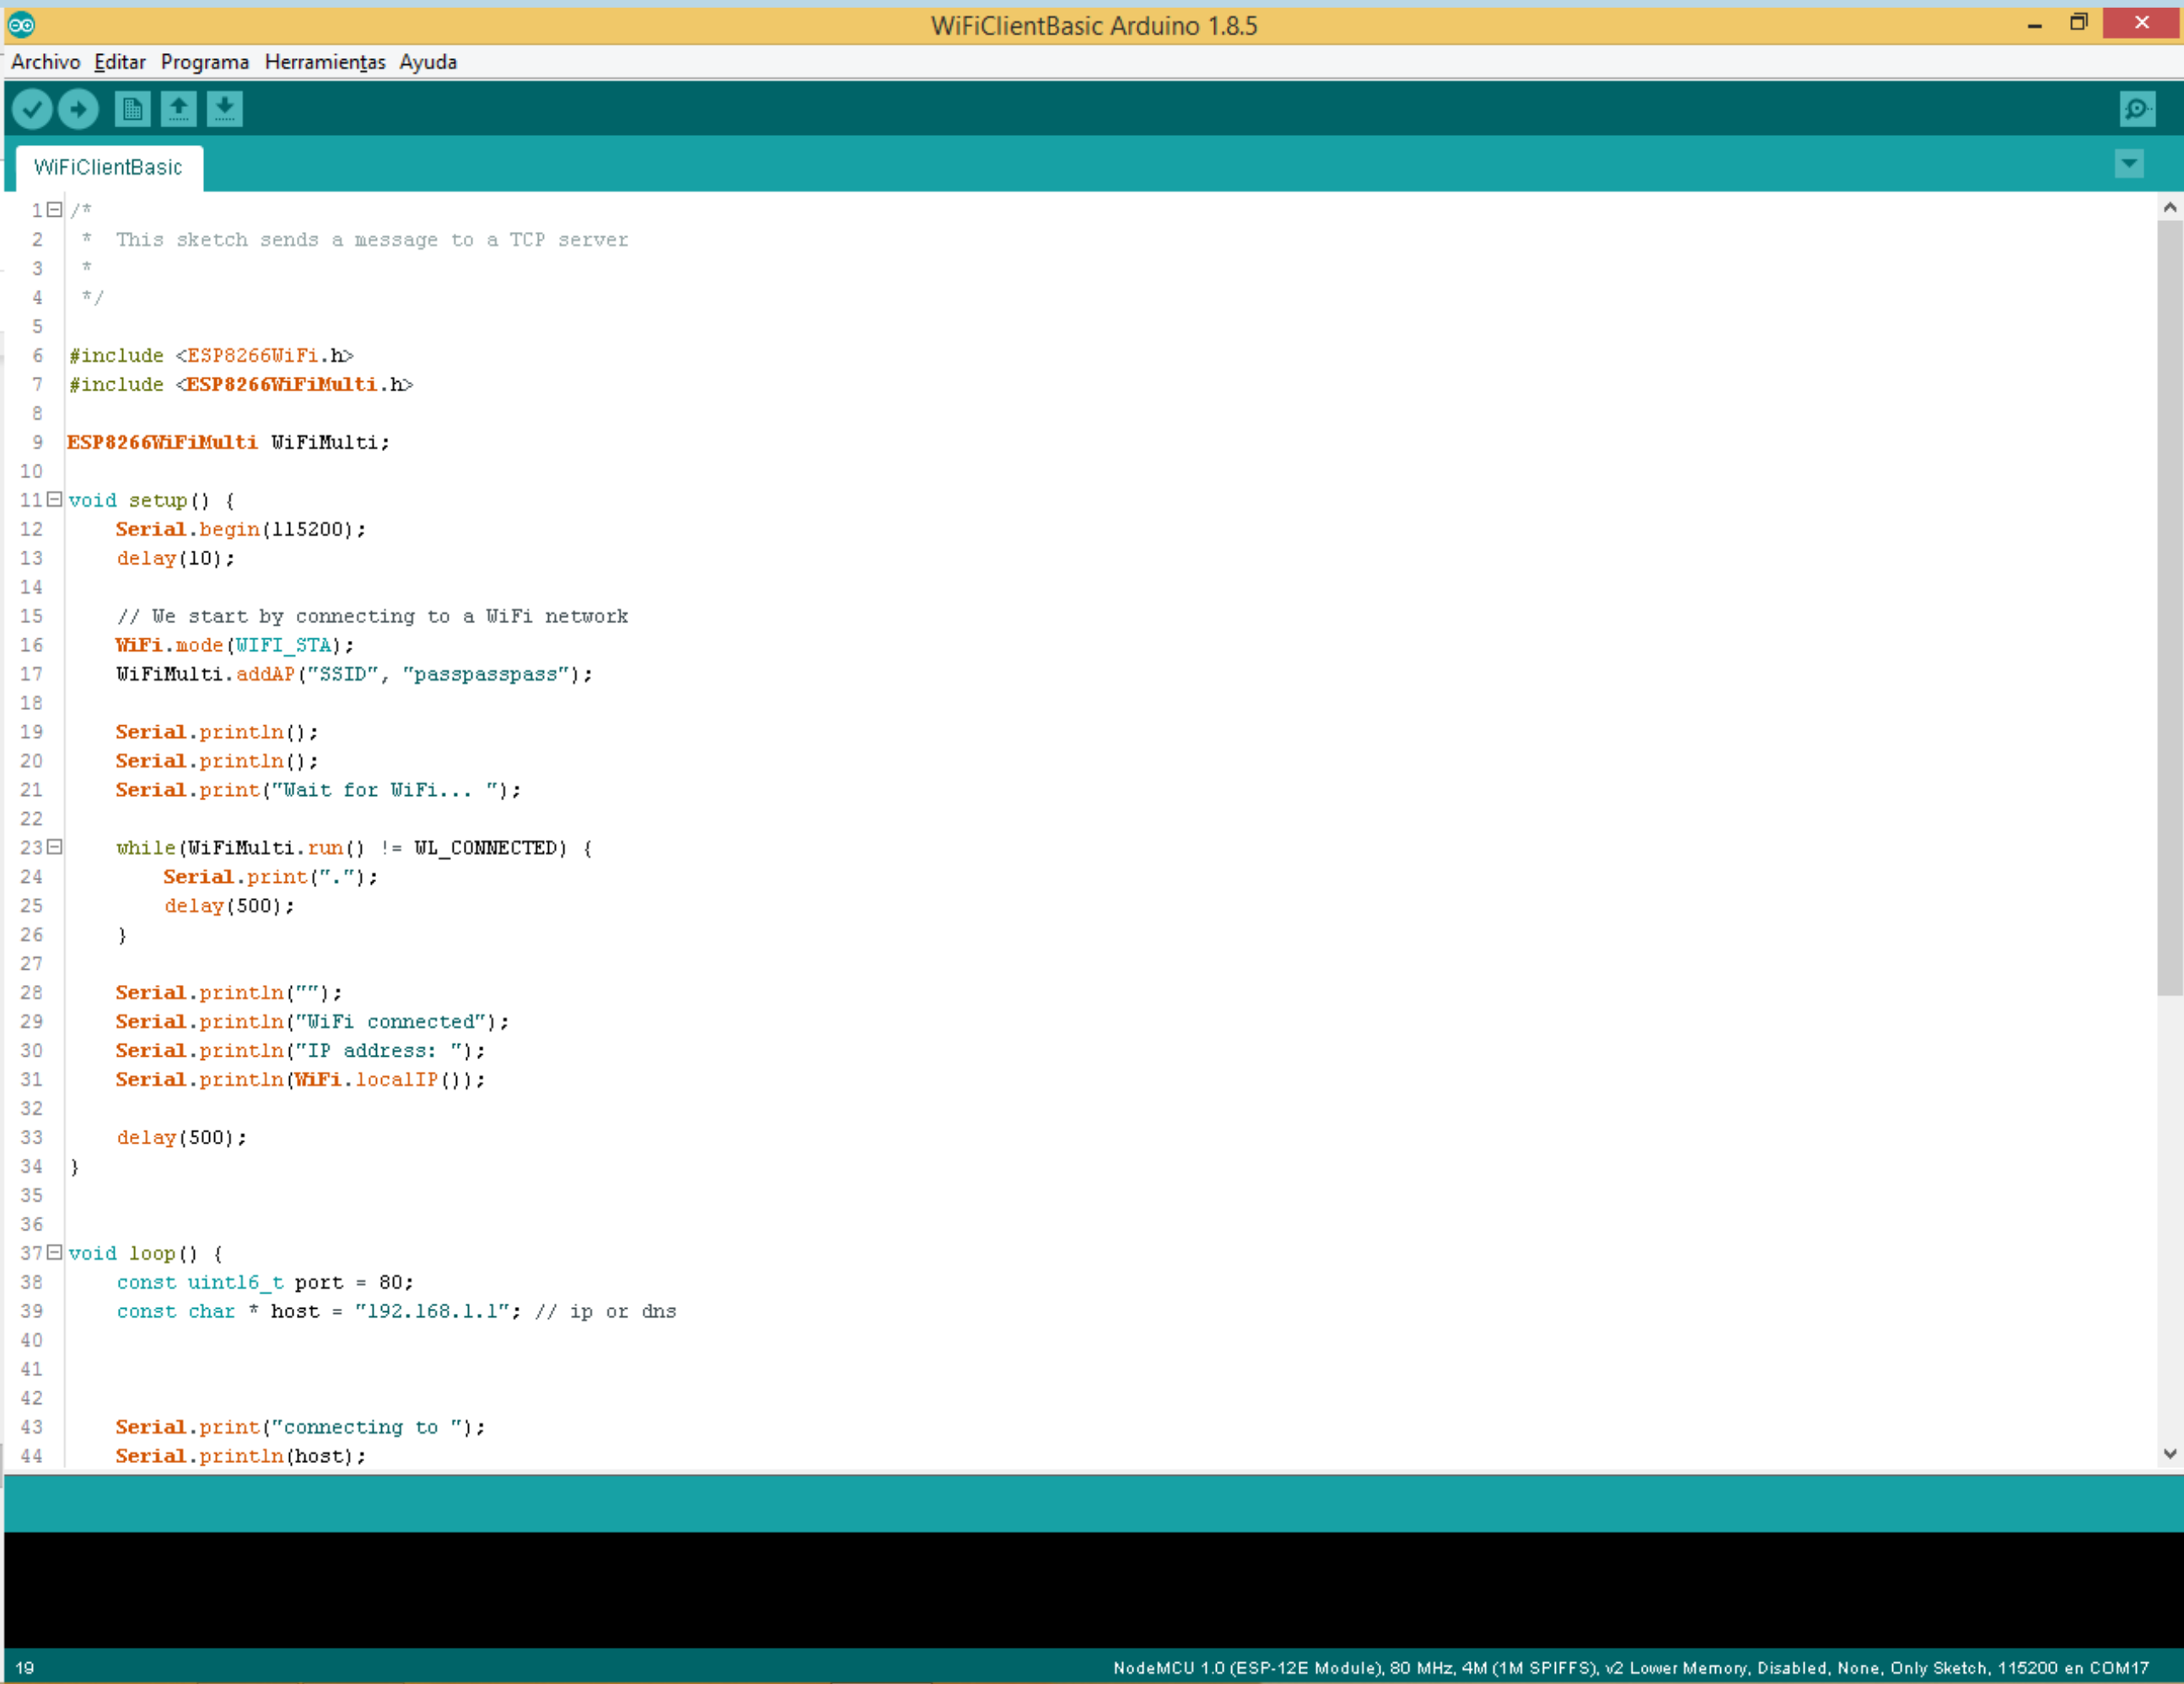 WiFiClientBasic Arduino 1.8.5
Archivo Editar Programa Herramientas Ayuda
WiFiClientBasic
1 /*
2  *  This sketch sends a message to a TCP server
3  *
4  */
5
6 #include <ESP8266WiFi.h>
7 #include <ESP8266WiFiMulti.h>
8
9 ESP8266WiFiMulti WiFiMulti;
10
11 void setup() {
12     Serial.begin(115200);
13     delay(10);
14
15     // We start by connecting to a WiFi network
16     WiFi.mode(WIFI_STA);
17     WiFiMulti.addAP("SSID", "passpasspass");
18
19     Serial.println();
20     Serial.println();
21     Serial.print("Wait for WiFi... ");
22
23     while(WiFiMulti.run() != WL_CONNECTED) {
24         Serial.print(".");
25         delay(500);
26     }
27
28     Serial.println("");
29     Serial.println("WiFi connected");
30     Serial.println("IP address: ");
31     Serial.println(WiFi.localIP());
32
33     delay(500);
34 }
35
36
37 void loop() {
38     const uint16_t port = 80;
39     const char * host = "192.168.1.1"; // ip or dns
40
41
42
43     Serial.print("connecting to ");
44     Serial.println(host);
19 NodeMCU 1.0 (ESP-12E Module), 80 MHz, 4M (1M SPIFFS), v2 Lower Memory, Disabled, None, Only Sketch, 115200 en COM17